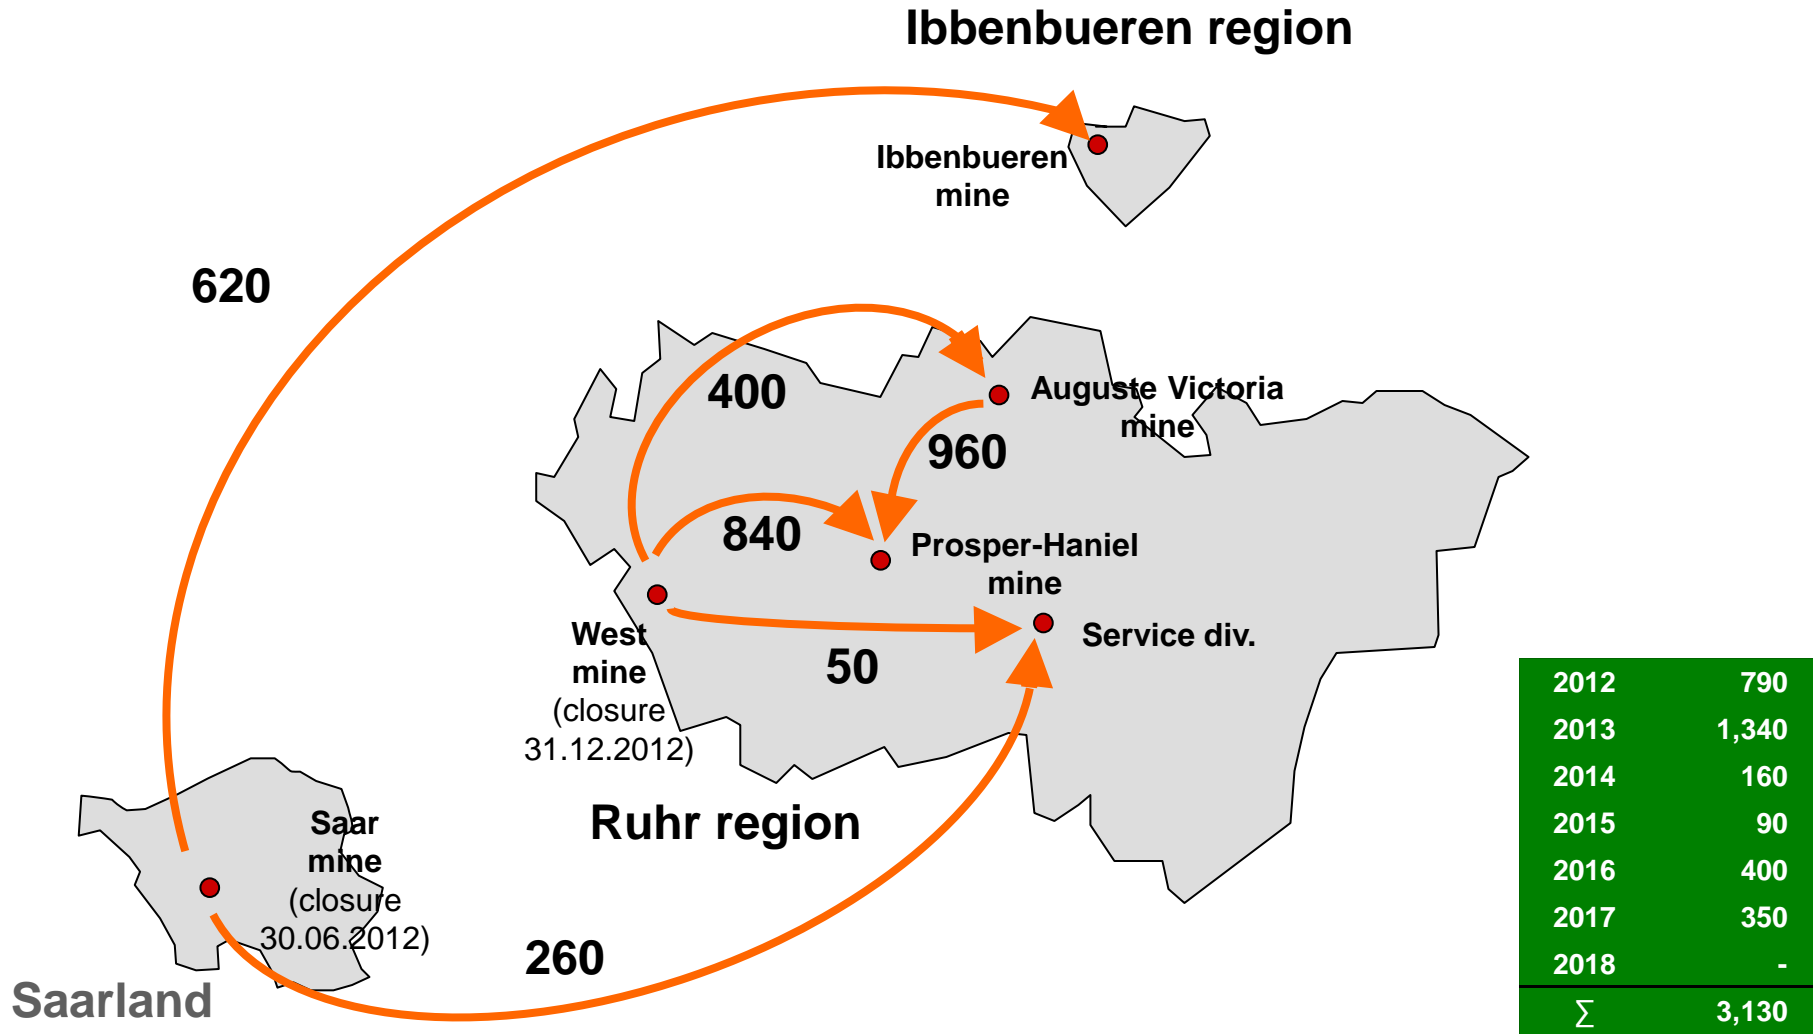 Ibbenbueren region
Ibbenbueren
mine
620
400
Auguste Victoria
mine
960
840
Prosper-Haniel
mine
West
mine
(closure
31.12.2012)
Service div.
50
Ruhr region
Saar
mine
(closure
30.06.2012)
260
Saarland
2012 790
2013 1,340
2014 160
2015 90
2016 400
2017 350
2018 -
∑ 3,130